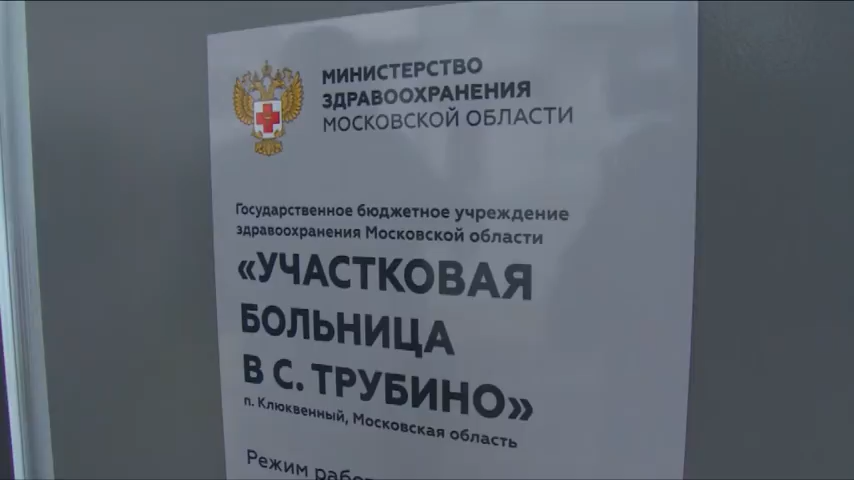 МИНИСТЕРСТВО
ЗДРАВООХРАНЕНИЯ
МОСКОВСКОЙ ОБЛАСТИ
Государственное бюджетное учреждение
здравоохранения Московской области
«УЧАСТКОВАЯ
БОЛЬНИЦА
В С. ТРУБИНО»
п. Клюквенный, Московская область
Режим